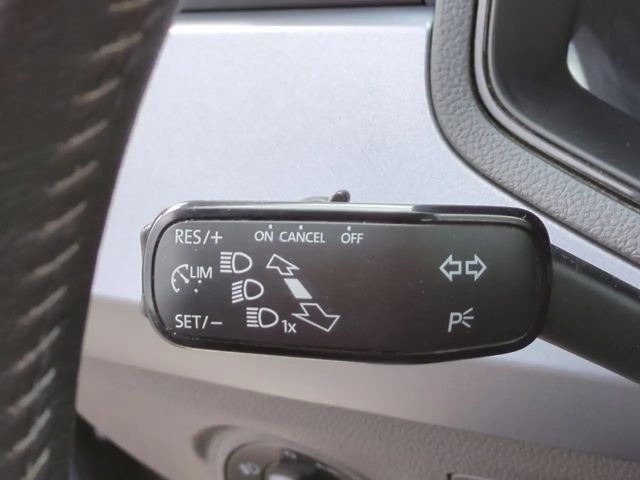 RES/+ ON CANCEL OFF
LIM
SET/– 1x
P